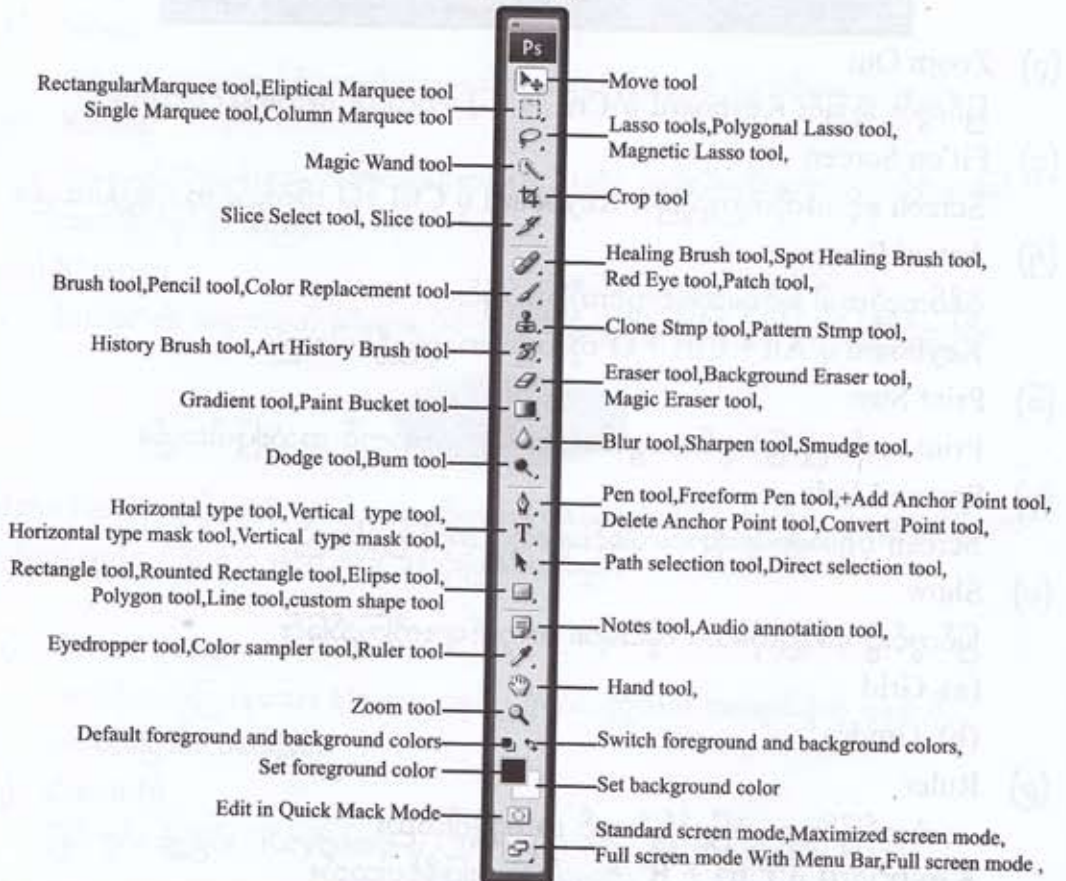 Ps
Move tool
RectangularMarquee tool,Eliptical Marquee tool
Single Marquee tool,Column Marquee tool
Lasso tools,Polygonal Lasso tool,
Magnetic Lasso tool,
Magic Wand tool
Crop tool
Slice Select tool, Slice tool
Healing Brush tool,Spot Healing Brush tool,
Red Eye tool,Patch tool,
Brush tool,Pencil tool,Color Replacement tool
Clone Stmp tool,Pattern Stmp tool,
History Brush tool,Art History Brush tool
Eraser tool,Background Eraser tool,
Magic Eraser tool,
Gradient tool,Paint Bucket tool
Blur tool,Sharpen tool,Smudge tool,
Dodge tool,Bum tool
Pen tool,Freeform Pen tool,+Add Anchor Point tool,
Delete Anchor Point tool,Convert Point tool,
Horizontal type tool,Vertical type tool,
Horizontal type mask tool,Vertical type mask tool,
T
Path selection tool,Direct selection tool,
Rectangle tool,Rounted Rectangle tool,Elipse tool,
Polygon tool,Line tool,custom shape tool
Notes tool,Audio annotation tool,
Eyedropper tool,Color sampler tool,Ruler tool
Hand tool,
Zoom tool
Default foreground and background colors
Switch foreground and background colors,
Set foreground color
Set background color
Edit in Quick Mack Mode
Standard screen mode,Maximized screen mode,
Full screen mode With Menu Bar,Full screen mode ,